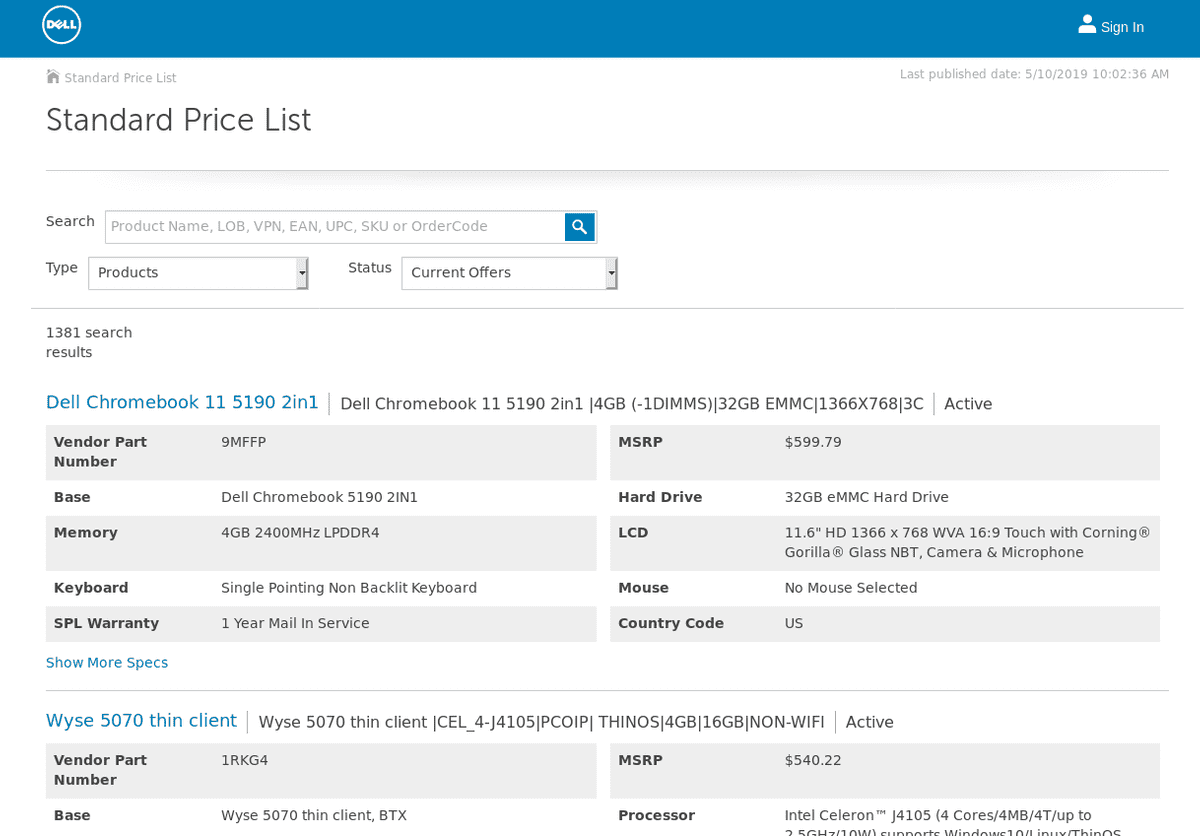 DELL
Sign In
Standard Price List
Last published date: 5/10/2019 10:02:36 AM
Standard Price List
Search
Product Name, LOB, VPN, EAN, UPC, SKU or OrderCode
Type
Products
Status
Current Offers
1381 search
results
Dell Chromebook 11 5190 2in1 Dell Chromebook 11 5190 2in1 |4GB (-1DIMMS)|32GB EMMC|1366X768|3C Active
Vendor Part
Number
9MFFP
MSRP
$599.79
Base
Dell Chromebook 5190 2IN1
Hard Drive
32GB eMMC Hard Drive
Memory
4GB 2400MHz LPDDR4
LCD
11.6" HD 1366 x 768 WVA 16:9 Touch with Corning®
Gorilla® Glass NBT, Camera & Microphone
Keyboard
Single Pointing Non Backlit Keyboard
Mouse
No Mouse Selected
SPL Warranty
1 Year Mail In Service
Country Code
US
Show More Specs
Wyse 5070 thin client Wyse 5070 thin client |CEL_4-J4105|PCOIP| THINOS|4GB|16GB|NON-WIFI Active
Vendor Part
Number
1RKG4
MSRP
$540.22
Base
Wyse 5070 thin client, BTX
Processor
Intel Celeron™ J4105 (4 Cores/4MB/4T/up to
2.5GHz/10W) supports Windows10/Linux/ThinOS